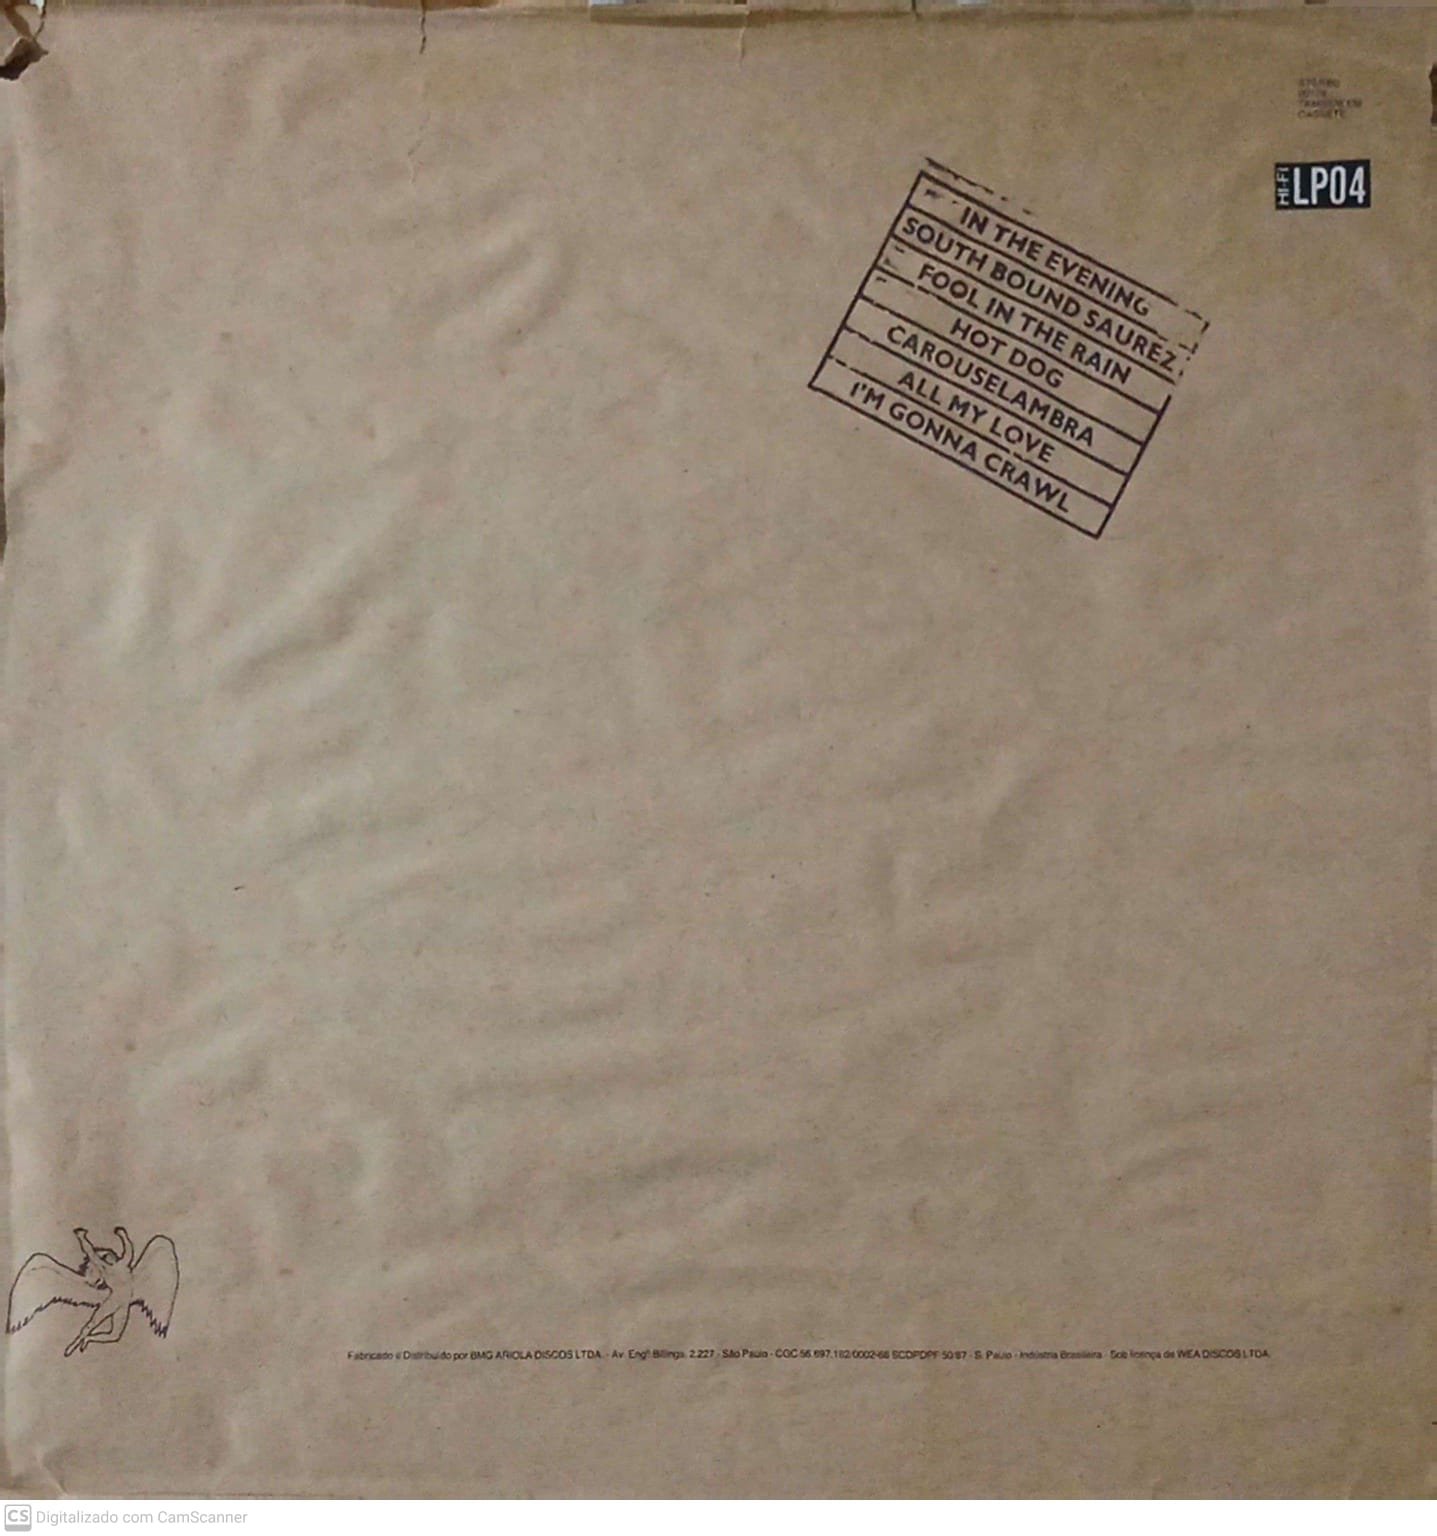 STEREO
TAMBÉM EM
CASSETE
HI-FI LP04
IN THE EVENING
SOUTH BOUND SAUREZ
FOOL IN THE RAIN
HOT DOG
CAROUSELAMBRA
ALL MY LOVE
I'M GONNA CRAWL
Fabricado e Distribuído por BMG ARIOLA DISCOS LTDA. - Av. Engº Billings, 2.227 - São Paulo - CGC 56.697.182/0002-68 SCDPDPF 50/87 - S. Paulo - Indústria Brasileira - Sob licença de WEA DISCOS LTDA.
CS Digitalizado com CamScanner